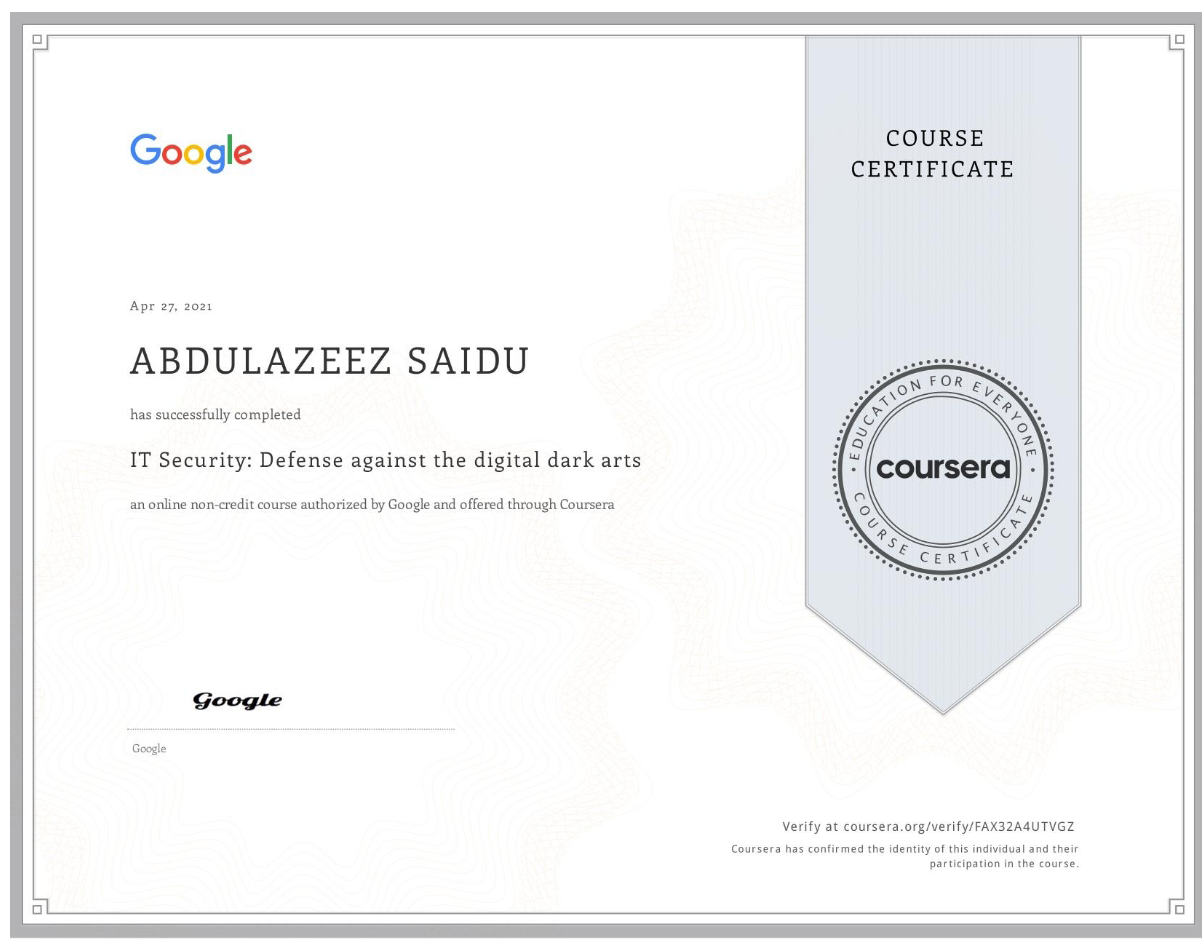 Google
COURSE
CERTIFICATE
Apr 27, 2021
ABDULAZEEZ SAIDU
has successfully completed
IT Security: Defense against the digital dark arts
an online non-credit course authorized by Google and offered through Coursera
EDUCATION FOR EVERYONE
coursera
COURSE CERTIFICATE
Google
Google
Verify at coursera.org/verify/FAX32A4UTVGZ
Coursera has confirmed the identity of this individual and their
participation in the course.